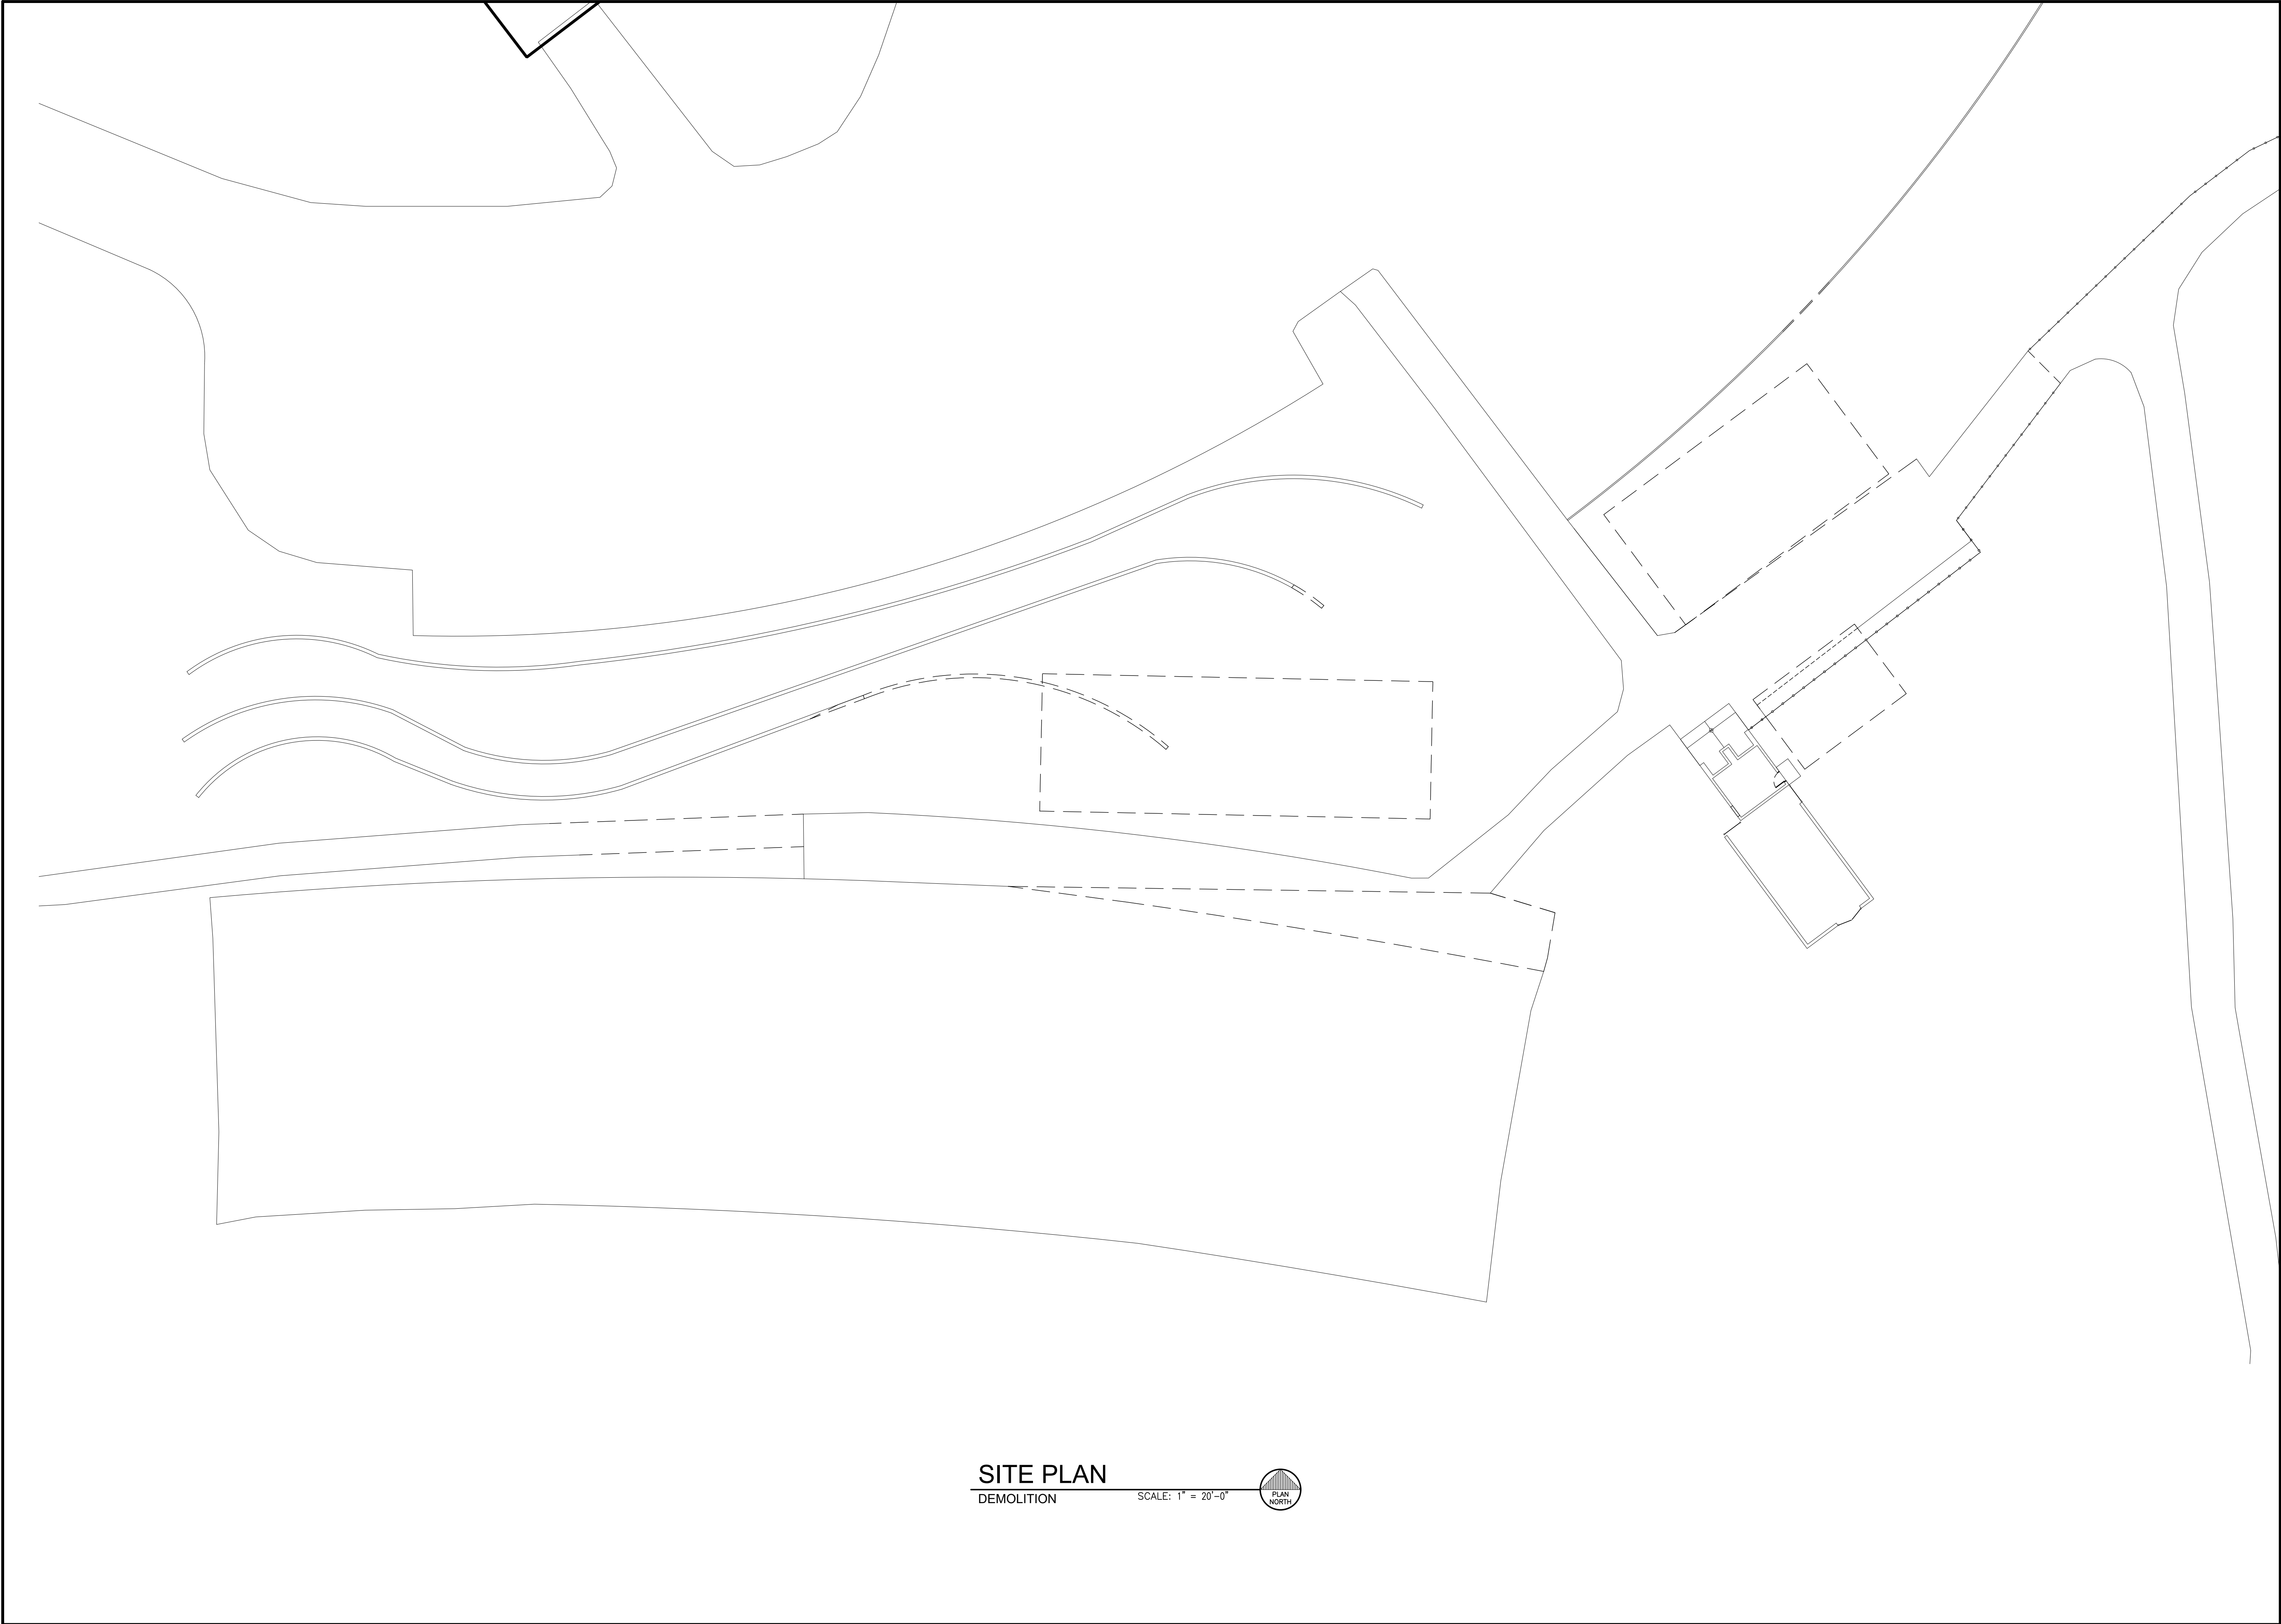 SITE PLAN
DEMOLITION
SCALE: 1" = 20'-0"
PLAN
NORTH